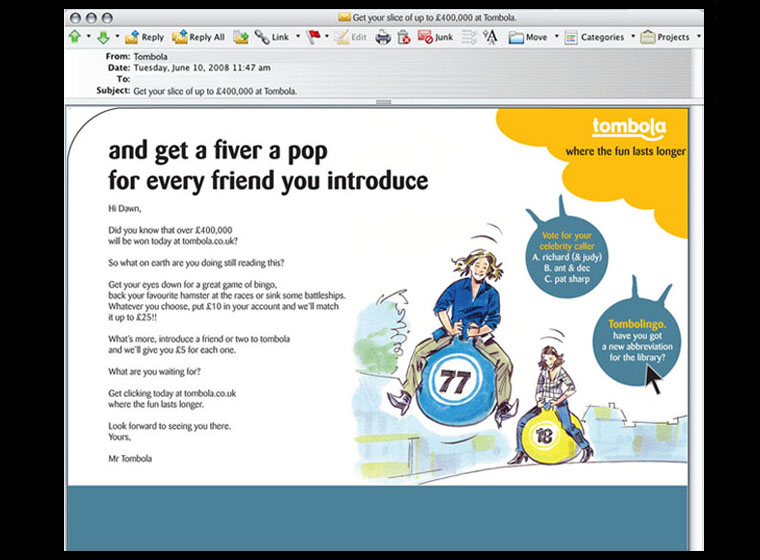 Get your slice of up to £400,000 at Tombola.
Reply Reply All Link Edit Junk Move Categories Projects
From: Tombola
Date: Tuesday, June 10, 2008 11:47 am
To:
Subject: Get your slice of up to £400,000 at Tombola.
tombola
where the fun lasts longer
and get a fiver a pop
for every friend you introduce
Hi Dawn,
Did you know that over £400,000
will be won today at tombola.co.uk?
So what on earth are you doing still reading this?
Get your eyes down for a great game of bingo,
back your favourite hamster at the races or sink some battleships.
Whatever you choose, put £10 in your account and we'll match
it up to £25!!
What's more, introduce a friend or two to tombola
and we'll give you £5 for each one.
What are you waiting for?
Get clicking today at tombola.co.uk
where the fun lasts longer.
Look forward to seeing you there.
Yours,
Mr Tombola
Vote for your
celebrity caller
A. richard (& judy)
B. ant & dec
C. pat sharp
Tombolingo.
have you got
a new abbreviation
for the library?
77
18